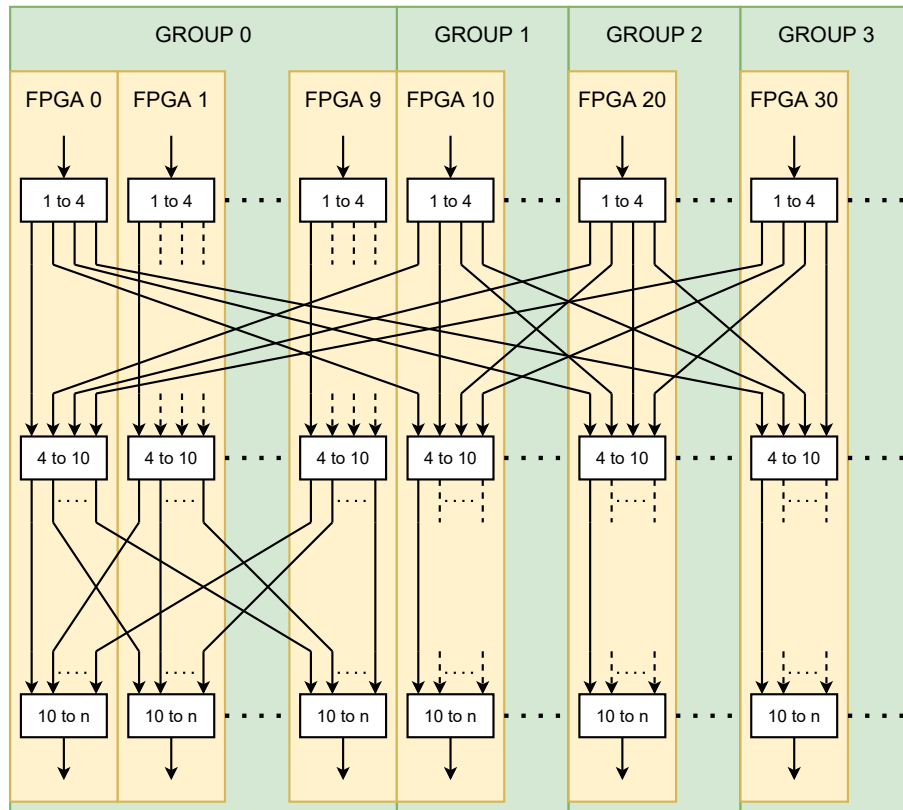 GROUP 0 GROUP 1 GROUP 2 GROUP 3
FPGA 0 FPGA 1 FPGA 9 FPGA 10 FPGA 20 FPGA 30
1 to 4 1 to 4 1 to 4 1 to 4 1 to 4 1 to 4
4 to 10 4 to 10 4 to 10 4 to 10 4 to 10 4 to 10
10 to n 10 to n 10 to n 10 to n 10 to n 10 to n